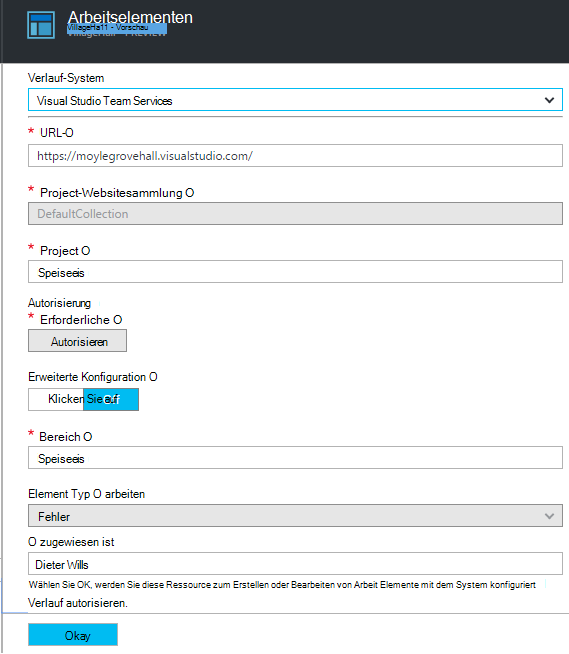 Arbeitselementen
Villagehall1 - Vorschau
Verlauf-System
Visual Studio Team Services
* URL-O
https://moylegrovehall.visualstudio.com/
* Project-Websitesammlung O
DefaultCollection
* Project O
Speiseeis
Autorisierung
* Erforderliche O
Autorisieren
Erweiterte Konfiguration O
Klicken Sie auf
* Bereich O
Speiseeis
Element Typ O arbeiten
Fehler
O zugewiesen ist
Dieter Wills
Wählen Sie OK, werden Sie diese Ressource zum Erstellen oder Bearbeiten von Arbeit Elemente mit dem System konfiguriert
Verlauf autorisieren.
Okay